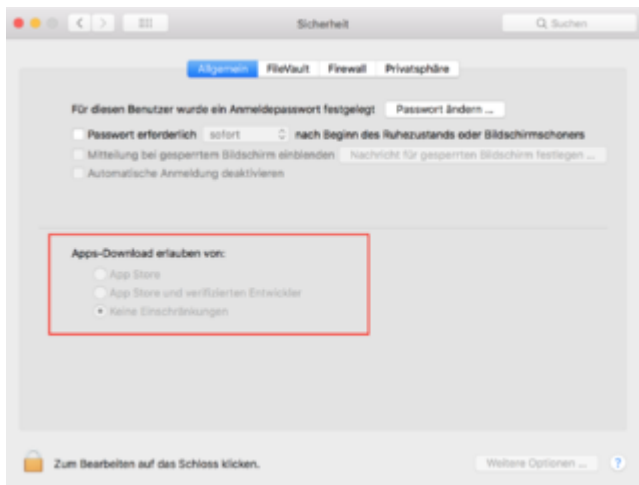 Sicherheit
Suchen
Allgemein FileVault Firewall Privatsphäre
Für diesen Benutzer wurde ein Anmeldepasswort festgelegt Passwort ändern ...
Passwort erforderlich sofort nach Beginn des Ruhezustands oder Bildschirmschoners
Mitteilung bei gesperrtem Bildschirm einblenden Nachricht für gesperrten Bildschirm festlegen ...
Automatische Anmeldung deaktivieren
Apps-Download erlauben von:
App Store
App Store und verifizierten Entwickler
Keine Einschränkungen
Zum Bearbeiten auf das Schloss klicken.
Weitere Optionen ... ?